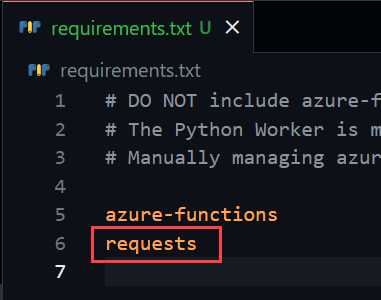 requirements.txt U
requirements.txt
1 # DO NOT include azure-f
2 # The Python Worker is m
3 # Manually managing azur
4
5 azure-functions
6 requests
7